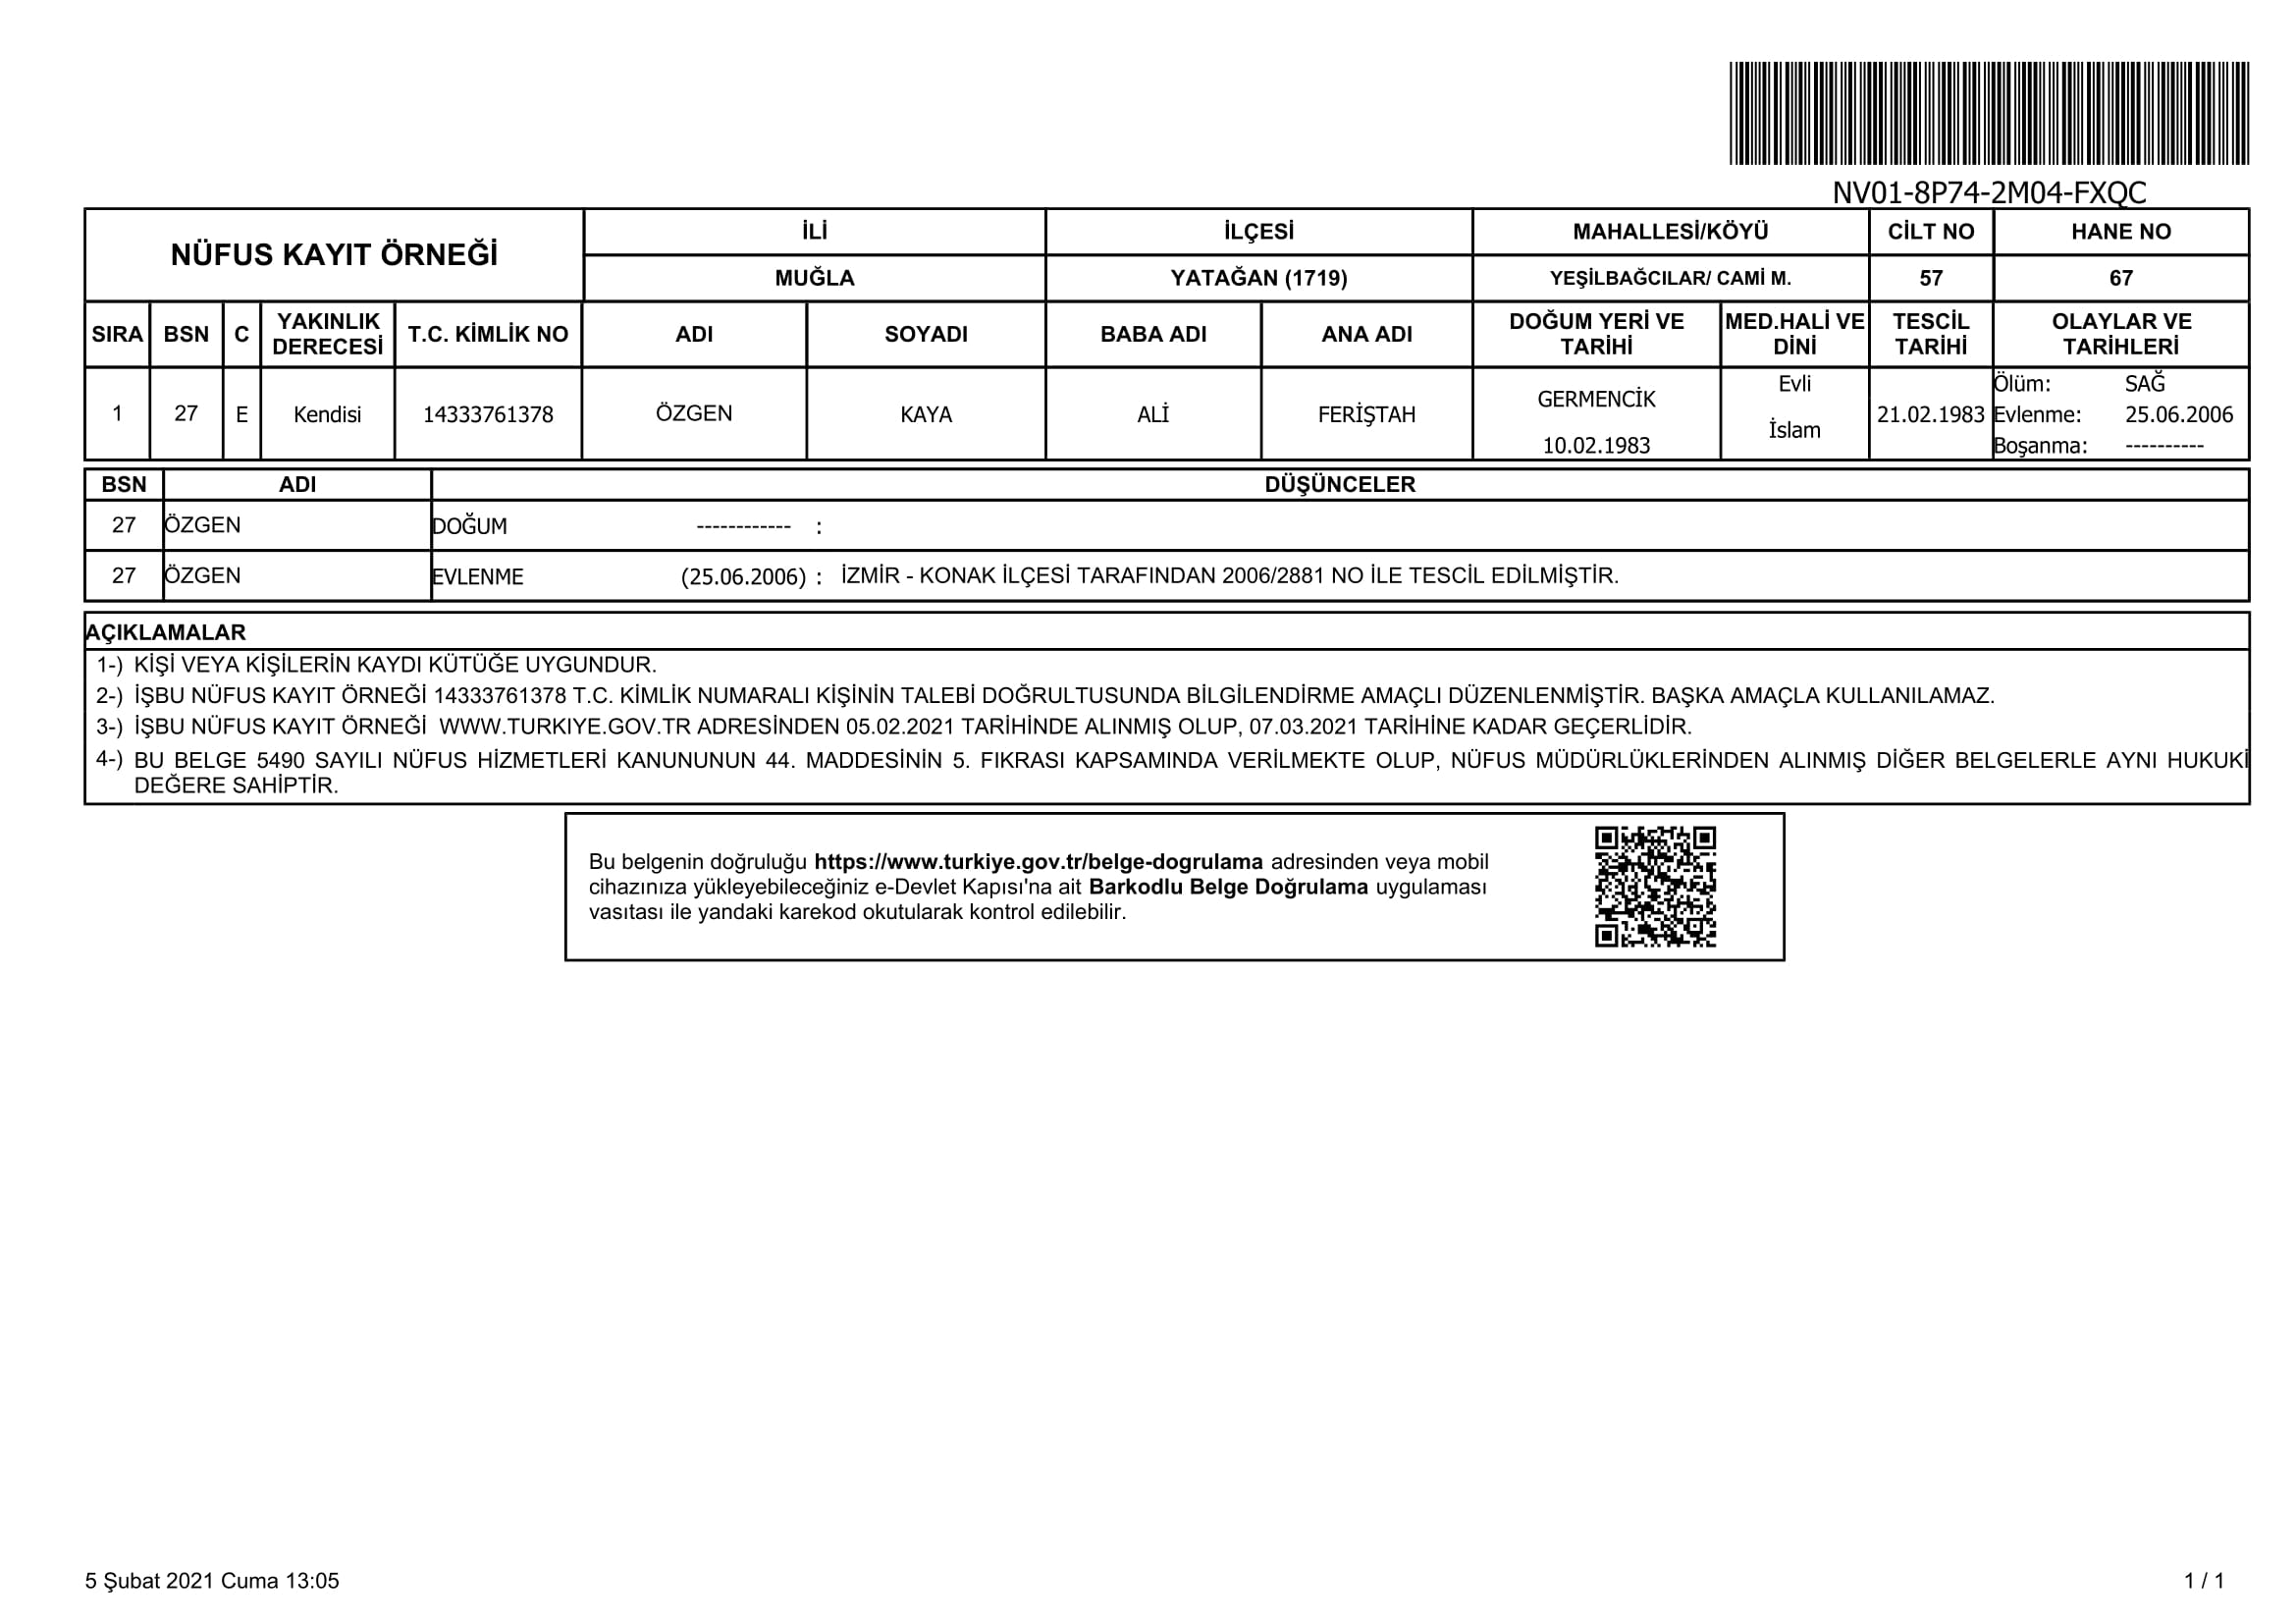 NV01-8P74-2M04-FXQC
NÜFUS KAYIT ÖRNEĞİ
İLİ
İLÇESİ
MAHALLESİ/KÖYÜ
CİLT NO
HANE NO
MUĞLA
YATAĞAN (1719)
YEŞİLBAĞCILAR/ CAMİ M.
57
67
SIRA
BSN
C
YAKINLIK
DERECESİ
T.C. KİMLİK NO
ADI
SOYADI
BABA ADI
ANA ADI
DOĞUM YERİ VE
TARİHİ
MED.HALİ VE
DİNİ
TESCİL
TARİHİ
OLAYLAR VE
TARİHLERİ
1
27
E
Kendisi
14333761378
ÖZGEN
KAYA
ALİ
FERİŞTAH
GERMENCİK
10.02.1983
Evli
İslam
21.02.1983
Ölüm: SAĞ
Evlenme: 25.06.2006
Boşanma: ----------
BSN
ADI
DÜŞÜNCELER
27 ÖZGEN DOĞUM ------------ :
27 ÖZGEN EVLENME (25.06.2006) : İZMİR - KONAK İLÇESİ TARAFINDAN 2006/2881 NO İLE TESCİL EDİLMİŞTİR.
AÇIKLAMALAR
1-) KİŞİ VEYA KİŞİLERİN KAYDI KÜTÜĞE UYGUNDUR.
2-) İŞBU NÜFUS KAYIT ÖRNEĞİ 14333761378 T.C. KİMLİK NUMARALI KİŞİNİN TALEBİ DOĞRULTUSUNDA BİLGİLENDİRME AMAÇLI DÜZENLENMİŞTİR. BAŞKA AMAÇLA KULLANILAMAZ.
3-) İŞBU NÜFUS KAYIT ÖRNEĞİ WWW.TURKIYE.GOV.TR ADRESİNDEN 05.02.2021 TARİHİNDE ALINMIŞ OLUP, 07.03.2021 TARİHİNE KADAR GEÇERLİDİR.
4-) BU BELGE 5490 SAYILI NÜFUS HİZMETLERİ KANUNUNUN 44. MADDESİNİN 5. FIKRASI KAPSAMINDA VERİLMEKTE OLUP, NÜFUS MÜDÜRLÜKLERİNDEN ALINMIŞ DİĞER BELGELERLE AYNI HUKUKİ
DEĞERE SAHİPTİR.
Bu belgenin doğruluğu https://www.turkiye.gov.tr/belge-dogrulama adresinden veya mobil
cihazınıza yükleyebileceğiniz e-Devlet Kapısı'na ait Barkodlu Belge Doğrulama uygulaması
vasıtası ile yandaki karekod okutularak kontrol edilebilir.
5 Şubat 2021 Cuma 13:05
1 / 1